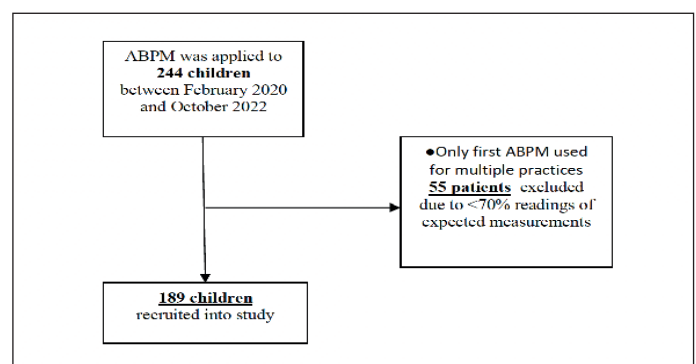 ABPM was applied to
244 children
between February 2020
and October 2022
●Only first ABPM used
for multiple practices
55 patients excluded
due to <70% readings of
expected measurements
189 children
recruited into study